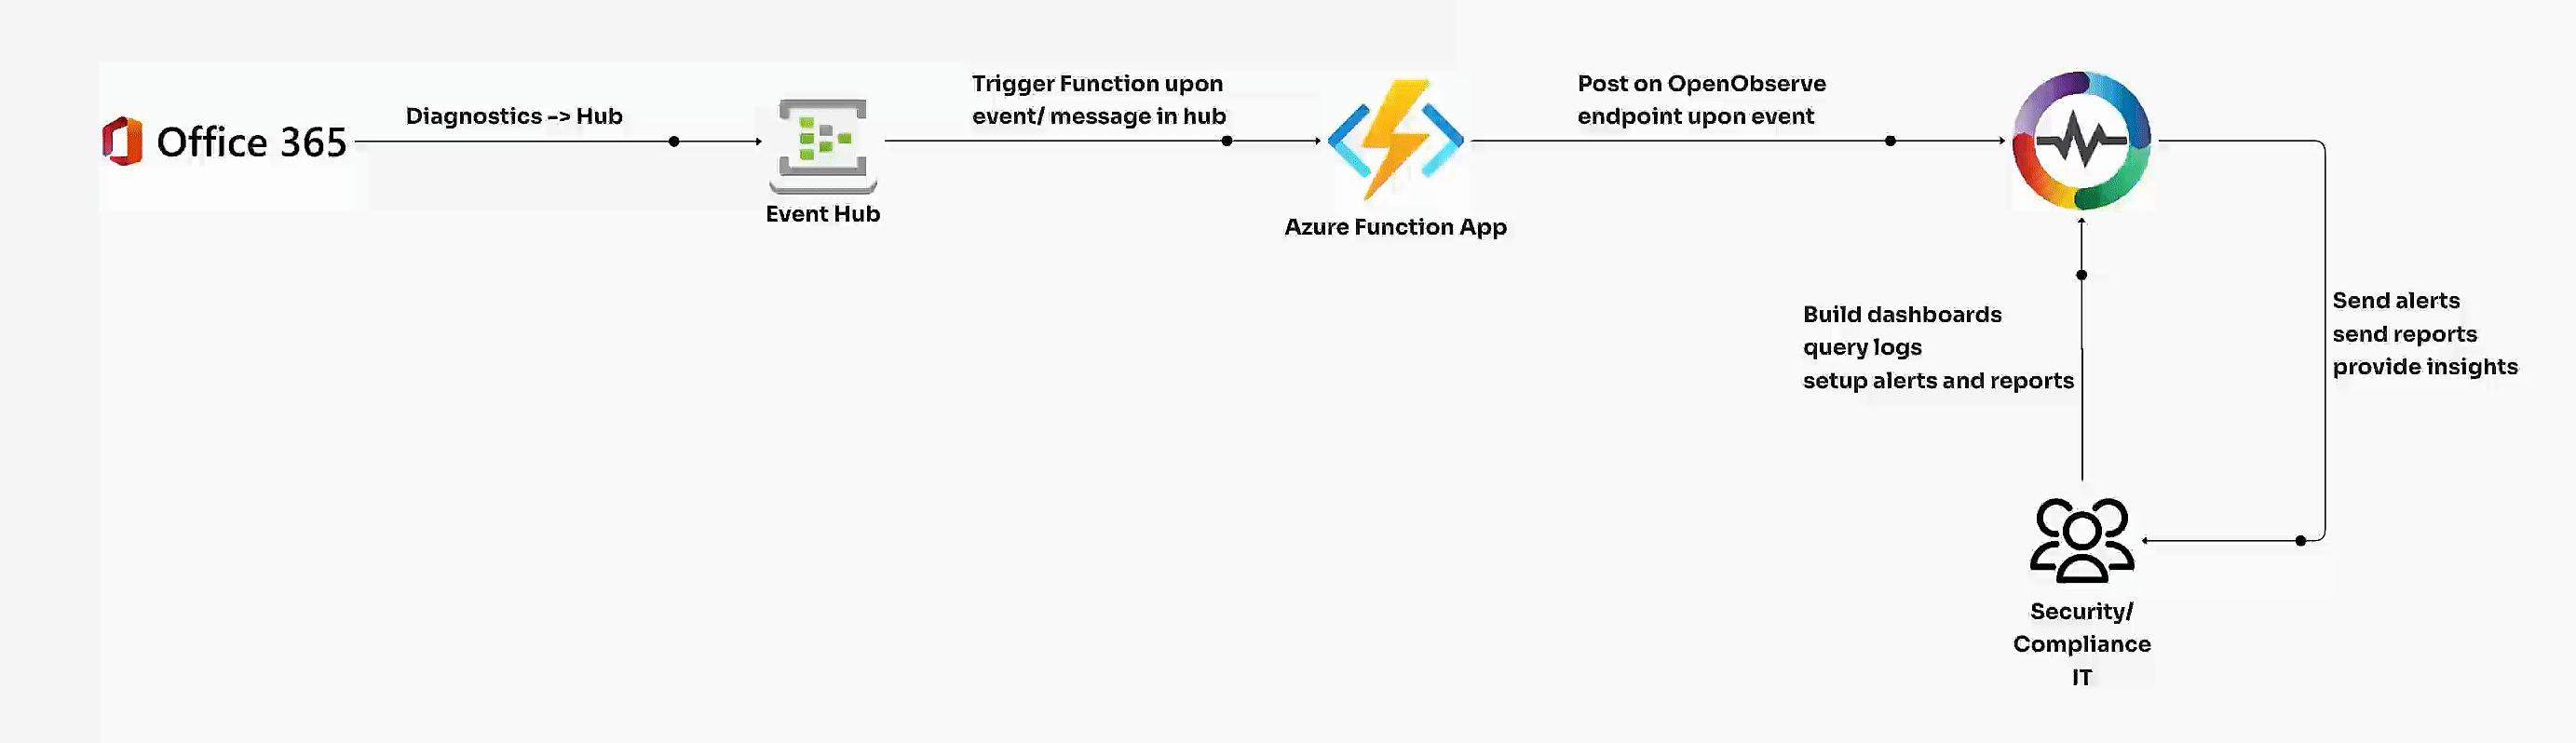 Office 365
Diagnostics -> Hub
Event Hub
Trigger Function upon
event/ message in hub
Azure Function App
Post on OpenObserve
endpoint upon event
Build dashboards
query logs
setup alerts and reports
Send alerts
send reports
provide insights
Security/
Compliance
IT